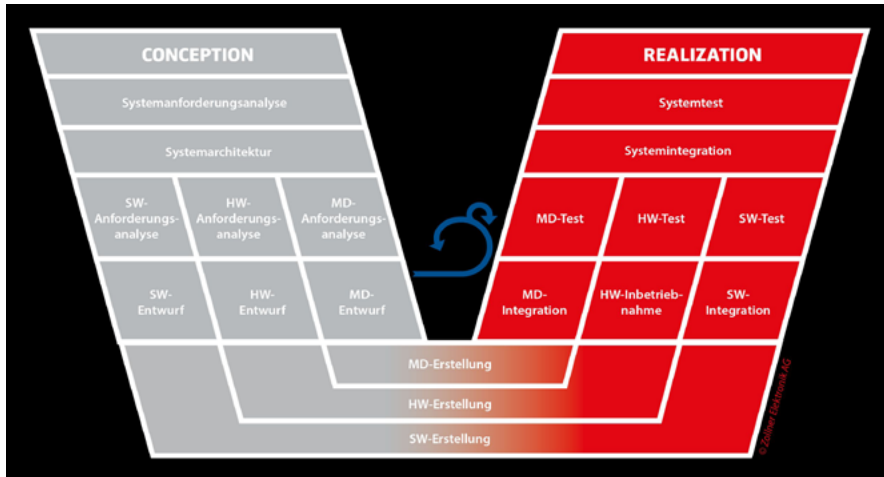 CONCEPTION
REALIZATION
Systemanforderungsanalyse
Systemtest
Systemarchitektur
Systemintegration
SW-
Anforderungs-
analyse
HW-
Anforderungs-
analyse
MD-
Anforderungs-
analyse
MD-Test
HW-Test
SW-Test
SW-
Entwurf
HW-
Entwurf
MD-
Entwurf
MD-
Integration
HW-Inbetrieb-
nahme
SW-
Integration
MD-Erstellung
HW-Erstellung
SW-Erstellung
© Zollner Elektronik AG